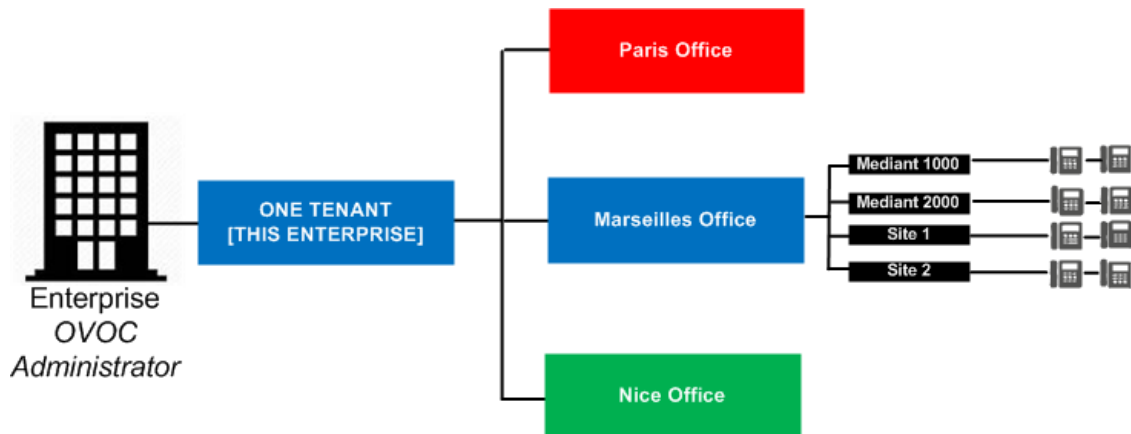 Paris Office
Mediant 1000
Mediant 2000
ONE TENANT
[THIS ENTERPRISE]
Marseilles Office
Site 1
Site 2
Enterprise
OVOC
Administrator
Nice Office